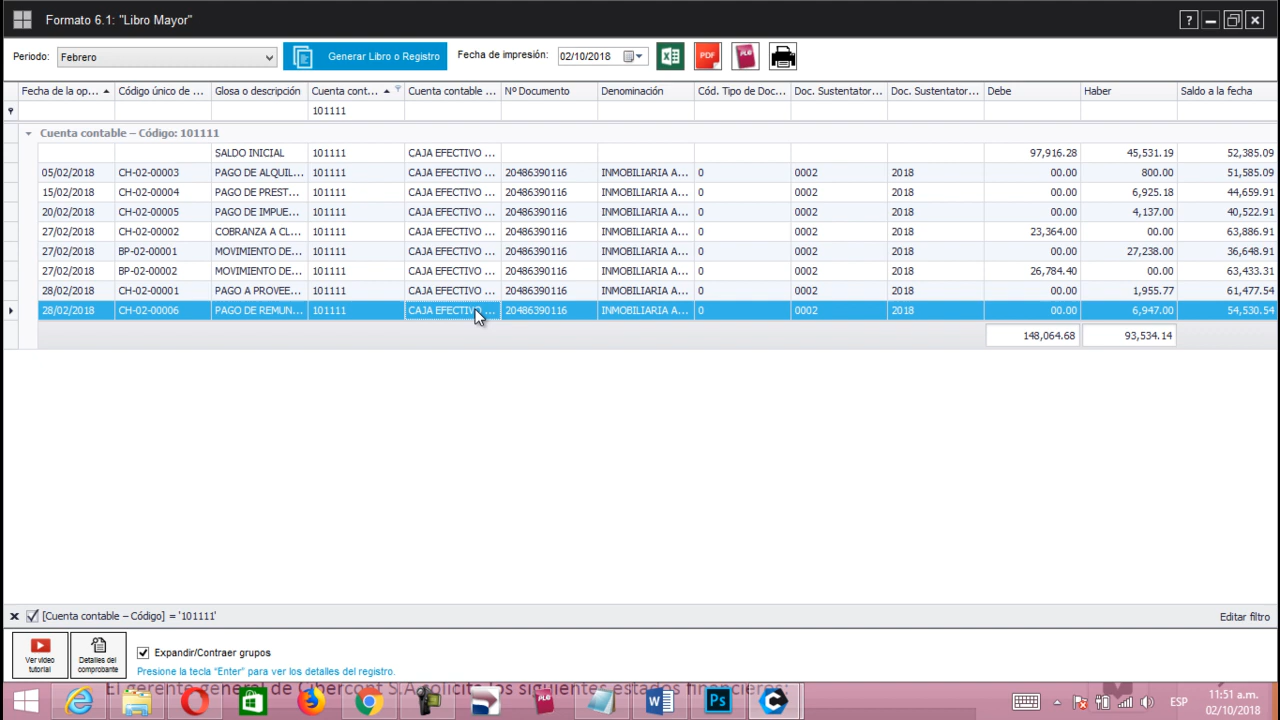 Formato 6.1: "Libro Mayor"
Periodo: Febrero Generar Libro o Registro Fecha de impresión: 02/10/2018 PDF PLE
Fecha de la op... Código único de ... Glosa o descripción Cuenta cont... Cuenta contable ... Nº Documento Denominación Cód. Tipo de Doc... Doc. Sustentator... Doc. Sustentator... Debe Haber Saldo a la fecha
101111
Cuenta contable – Código: 101111
SALDO INICIAL 101111 CAJA EFECTIVO ... 97,916.28 45,531.19 52,385.09
05/02/2018 CH-02-00003 PAGO DE ALQUIL... 101111 CAJA EFECTIVO ... 20486390116 INMOBILIARIA A... 0 0002 2018 00.00 800.00 51,585.09
15/02/2018 CH-02-00004 PAGO DE PREST... 101111 CAJA EFECTIVO ... 20486390116 INMOBILIARIA A... 0 0002 2018 00.00 6,925.18 44,659.91
20/02/2018 CH-02-00005 PAGO DE IMPUE... 101111 CAJA EFECTIVO ... 20486390116 INMOBILIARIA A... 0 0002 2018 00.00 4,137.00 40,522.91
27/02/2018 CH-02-00002 COBRANZA A CL... 101111 CAJA EFECTIVO ... 20486390116 INMOBILIARIA A... 0 0002 2018 23,364.00 00.00 63,886.91
27/02/2018 BP-02-00001 MOVIMIENTO DE... 101111 CAJA EFECTIVO ... 20486390116 INMOBILIARIA A... 0 0002 2018 00.00 27,238.00 36,648.91
27/02/2018 BP-02-00002 MOVIMIENTO DE... 101111 CAJA EFECTIVO ... 20486390116 INMOBILIARIA A... 0 0002 2018 26,784.40 00.00 63,433.31
28/02/2018 CH-02-00001 PAGO A PROVEE... 101111 CAJA EFECTIVO ... 20486390116 INMOBILIARIA A... 0 0002 2018 00.00 1,955.77 61,477.54
28/02/2018 CH-02-00006 PAGO DE REMUN... 101111 CAJA EFECTIVO ... 20486390116 INMOBILIARIA A... 0 0002 2018 00.00 6,947.00 54,530.54
148,064.68 93,534.14
[Cuenta contable – Código] = '101111' Editar filtro
Ver video tutorial Detalles del comprobante Expandir/Contraer grupos
Presione la tecla "Enter" para ver los detalles del registro.
El gerente general de Cibercont S.A solicita los siguientes estados financieros:
PLE Ps ESP 11:51 a.m.
02/10/2018